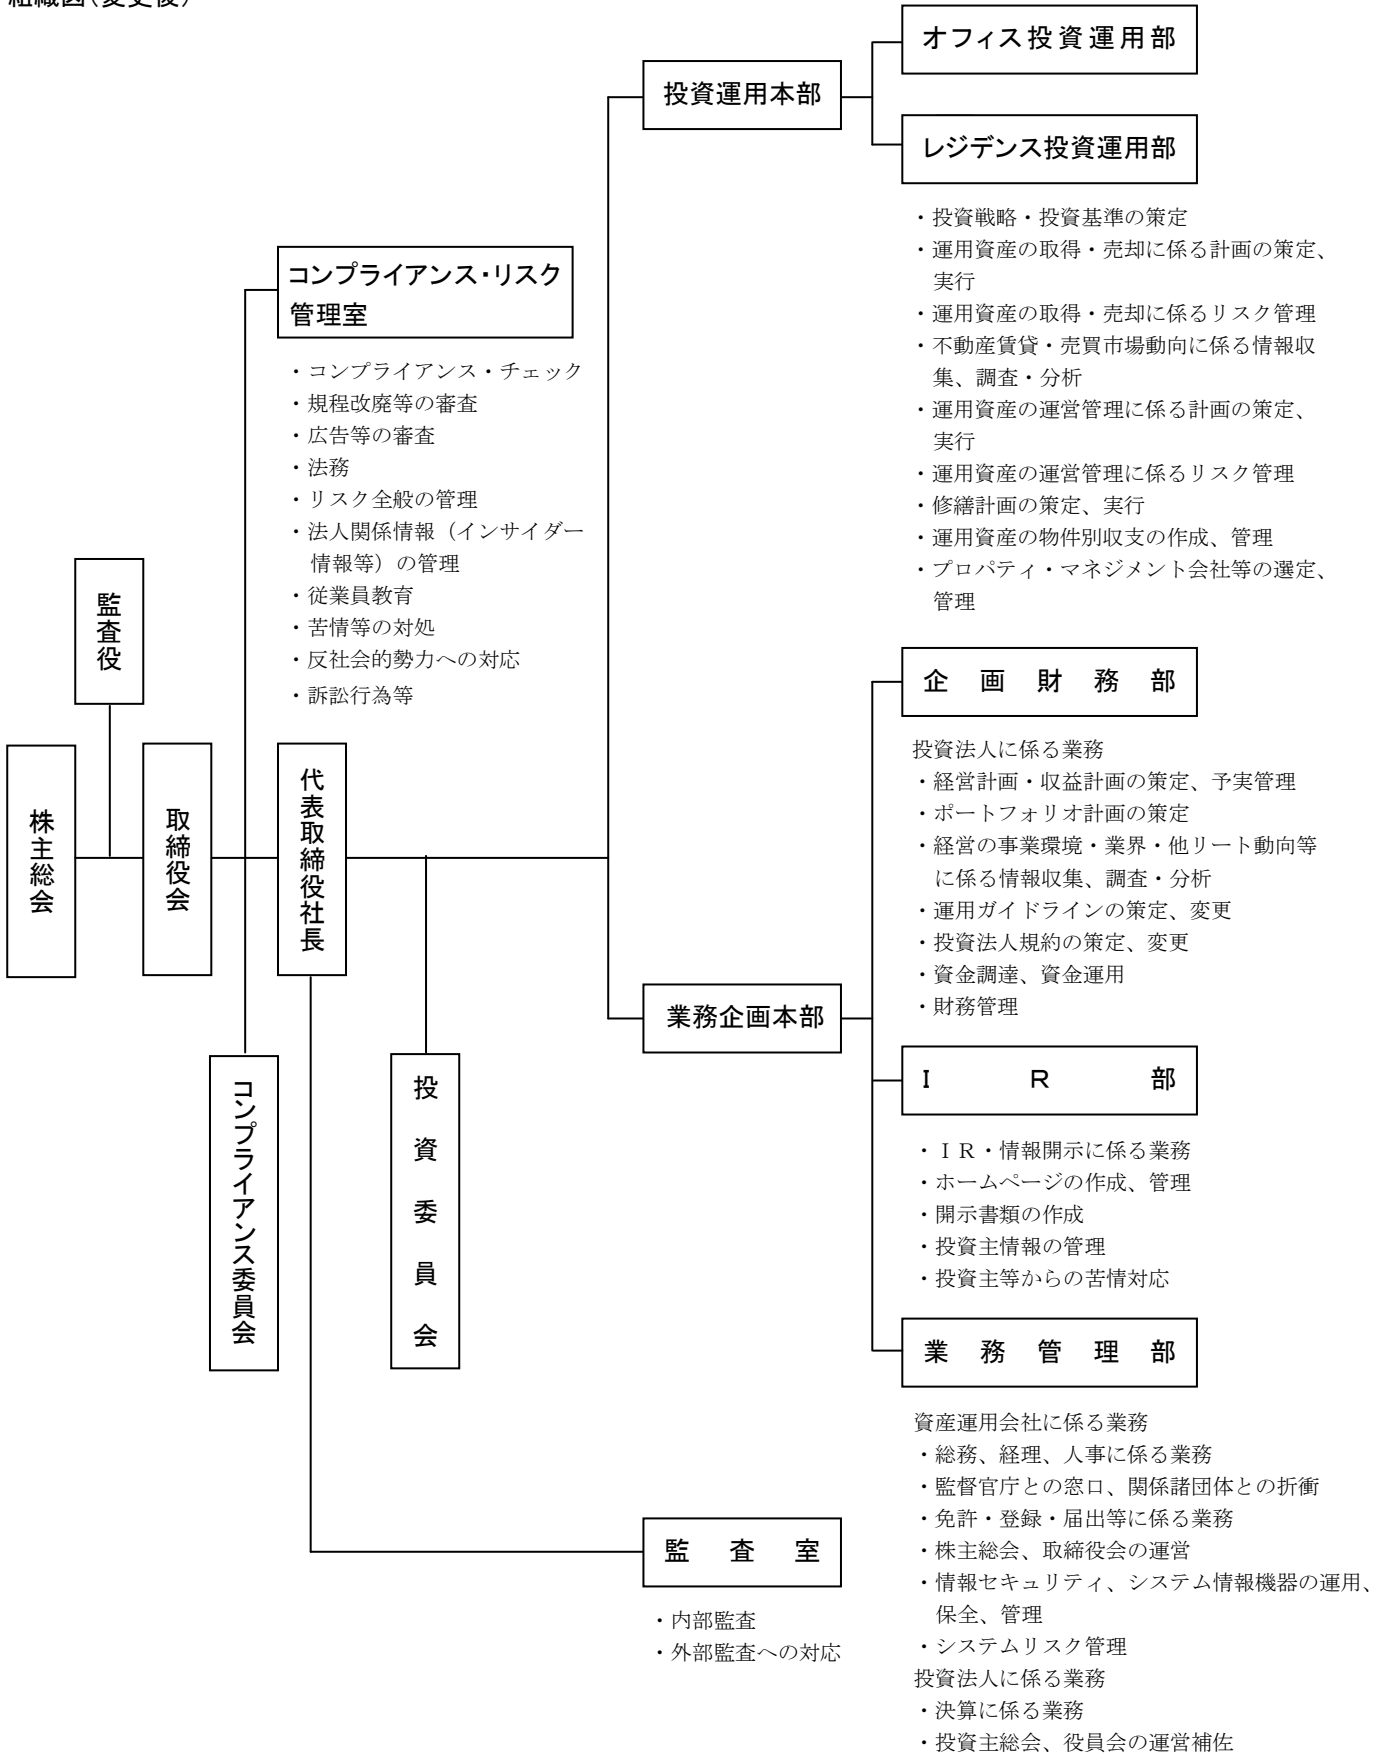 組織図(変更後)
オフィス投資運用部
投資運用本部
レジデンス投資運用部
・投資戦略・投資基準の策定
・運用資産の取得・売却に係る計画の策定、
実行
・運用資産の取得・売却に係るリスク管理
・不動産賃貸・売買市場動向に係る情報収
集、調査・分析
・運用資産の運営管理に係る計画の策定、
実行
・運用資産の運営管理に係るリスク管理
・修繕計画の策定、実行
・運用資産の物件別収支の作成、管理
・プロパティ・マネジメント会社等の選定、
管理
コンプライアンス・リスク
管理室
・コンプライアンス・チェック
・規程改廃等の審査
・広告等の審査
・法務
・リスク全般の管理
・法人関係情報（インサイダー
情報等）の管理
・従業員教育
・苦情等の対処
・反社会的勢力への対応
・訴訟行為等
監査役
株主総会
取締役会
代表取締役社長
コンプライアンス委員会
投資委員会
業務企画本部
企画財務部
投資法人に係る業務
・経営計画・収益計画の策定、予実管理
・ポートフォリオ計画の策定
・経営の事業環境・業界・他リート動向等
に係る情報収集、調査・分析
・運用ガイドラインの策定、変更
・投資法人規約の策定、変更
・資金調達、資金運用
・財務管理
ＩＲ部
・ＩＲ・情報開示に係る業務
・ホームページの作成、管理
・開示書類の作成
・投資主情報の管理
・投資主等からの苦情対応
業務管理部
資産運用会社に係る業務
・総務、経理、人事に係る業務
・監督官庁との窓口、関係諸団体との折衝
・免許・登録・届出等に係る業務
・株主総会、取締役会の運営
・情報セキュリティ、システム情報機器の運用、
保全、管理
・システムリスク管理
投資法人に係る業務
・決算に係る業務
・投資主総会、役員会の運営補佐
監査室
・内部監査
・外部監査への対応